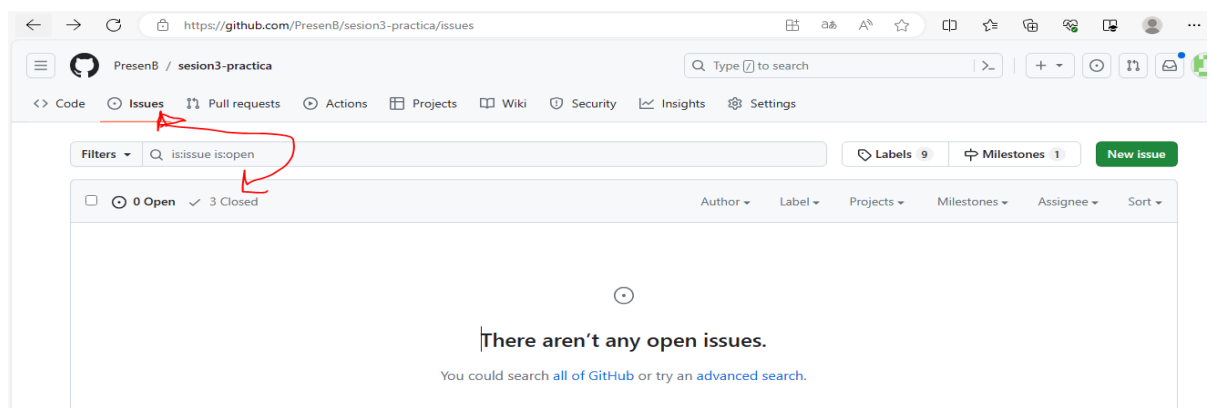 https://github.com/PresenB/sesion3-practica/issues
PresenB / sesion3-practica
Type / to search
<> Code Issues Pull requests Actions Projects Wiki Security Insights Settings
Filters is:issue is:open Labels 9 Milestones 1 New issue
0 Open 3 Closed Author Label Projects Milestones Assignee Sort
There aren't any open issues.
You could search all of GitHub or try an advanced search.